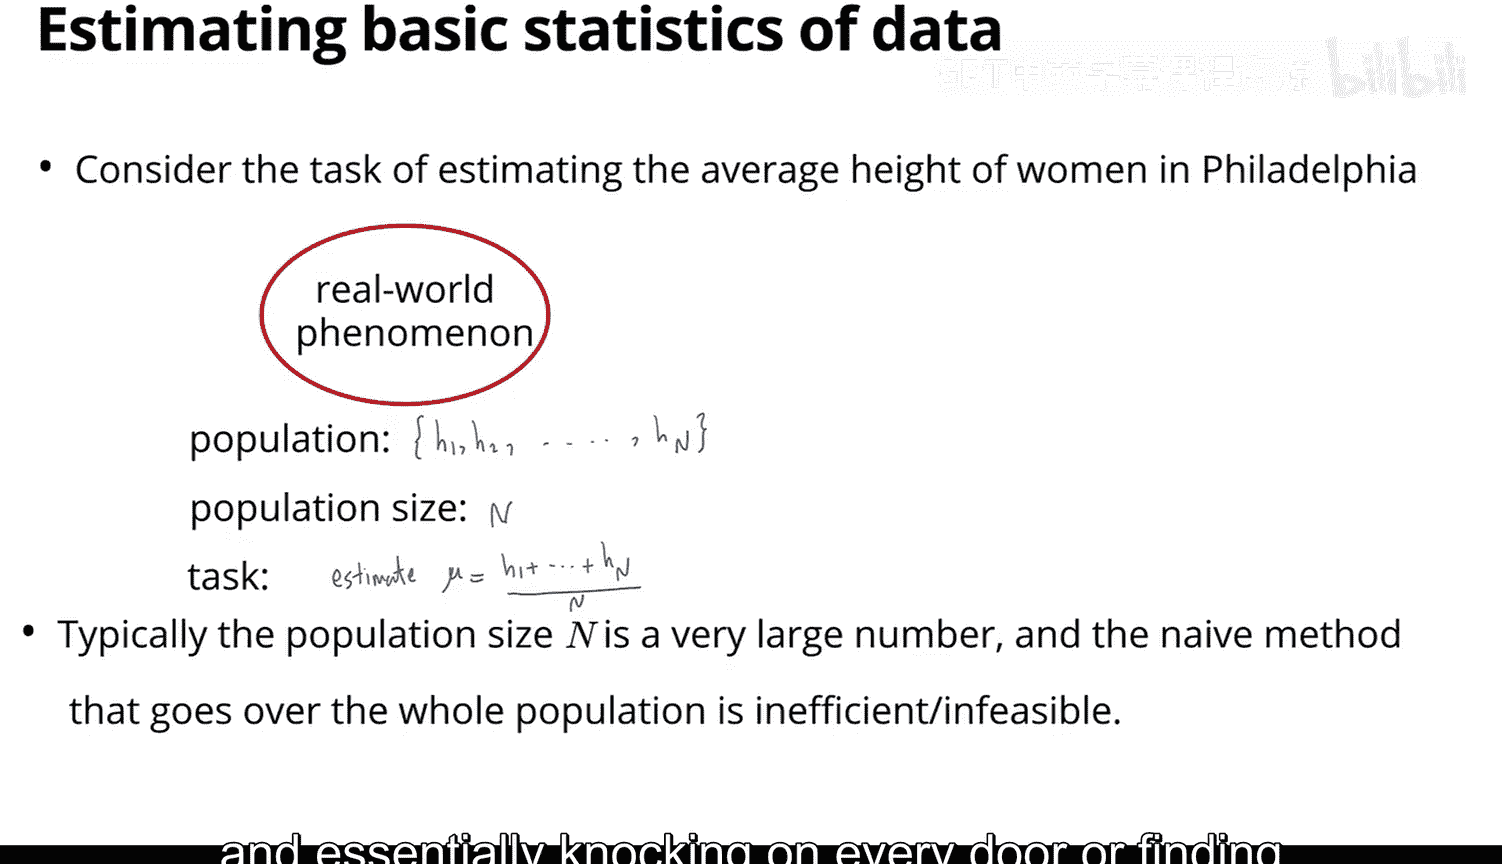 Estimating basic statistics of data
bilibili
• Consider the task of estimating the average height of women in Philadelphia
real-world
phenomenon
population: {h₁, h₂, ....., h_N}
population size: N
task: estimate μ = (h₁ + ··· + h_N) / N
• Typically the population size N is a very large number, and the naive method
that goes over the whole population is inefficient/infeasible.
and essentially knocking on every door or finding